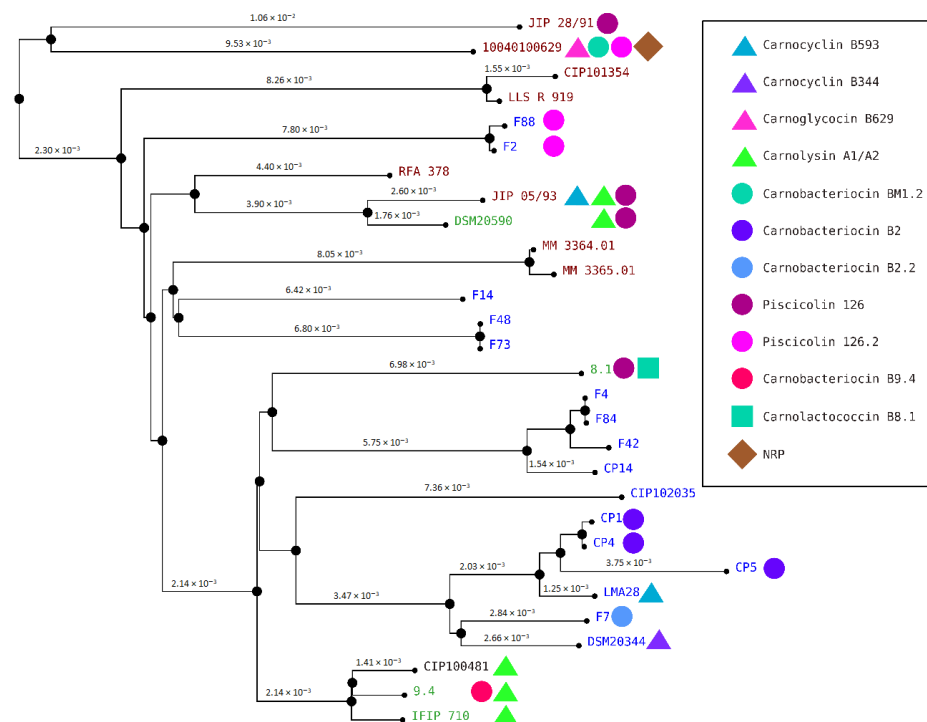 1.06 × 10⁻²
JIP 28/91
9.53 × 10⁻³
10040100629
1.55 × 10⁻³
CIP101354
8.26 × 10⁻³
LLS R 919
F88
7.80 × 10⁻³
F2
2.30 × 10⁻³
4.40 × 10⁻³
RFA 378
2.60 × 10⁻³
JIP 05/93
3.90 × 10⁻³
1.76 × 10⁻³
DSM20590
MM 3364.01
8.05 × 10⁻³
MM 3365.01
6.42 × 10⁻³
F14
F48
6.80 × 10⁻³
F73
6.98 × 10⁻³
8.1
F4
F84
5.75 × 10⁻³
F42
1.54 × 10⁻³
CP14
7.36 × 10⁻³
CIP102035
CP1
CP4
3.75 × 10⁻³
CP5
2.03 × 10⁻³
2.14 × 10⁻³
1.25 × 10⁻³
LMA28
3.47 × 10⁻³
2.84 × 10⁻³
F7
2.66 × 10⁻³
DSM20344
1.41 × 10⁻³
CIP100481
2.14 × 10⁻³
9.4
IFIP 710
Carnocyclin B593
Carnocyclin B344
Carnoglycocin B629
Carnolysin A1/A2
Carnobacteriocin BM1.2
Carnobacteriocin B2
Carnobacteriocin B2.2
Piscicolin 126
Piscicolin 126.2
Carnobacteriocin B9.4
Carnolactococcin B8.1
NRP